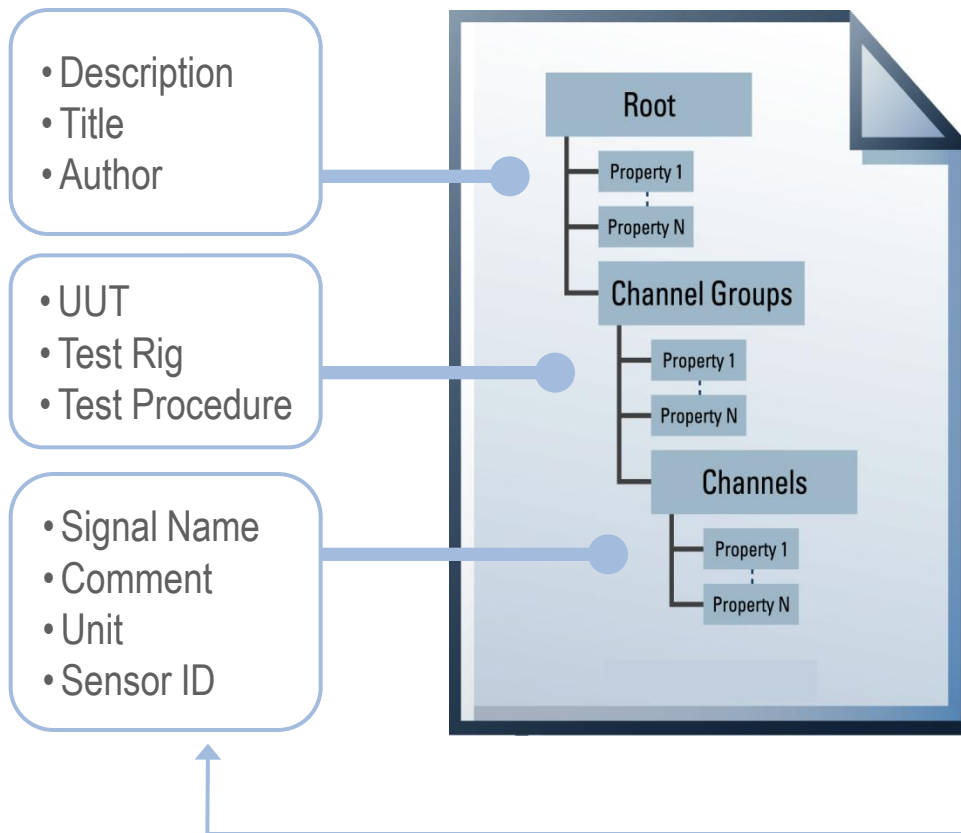 • Description
• Title
• Author
• UUT
• Test Rig
• Test Procedure
• Signal Name
• Comment
• Unit
• Sensor ID
Root
Property 1
Property N
Channel Groups
Property 1
Property N
Channels
Property 1
Property N